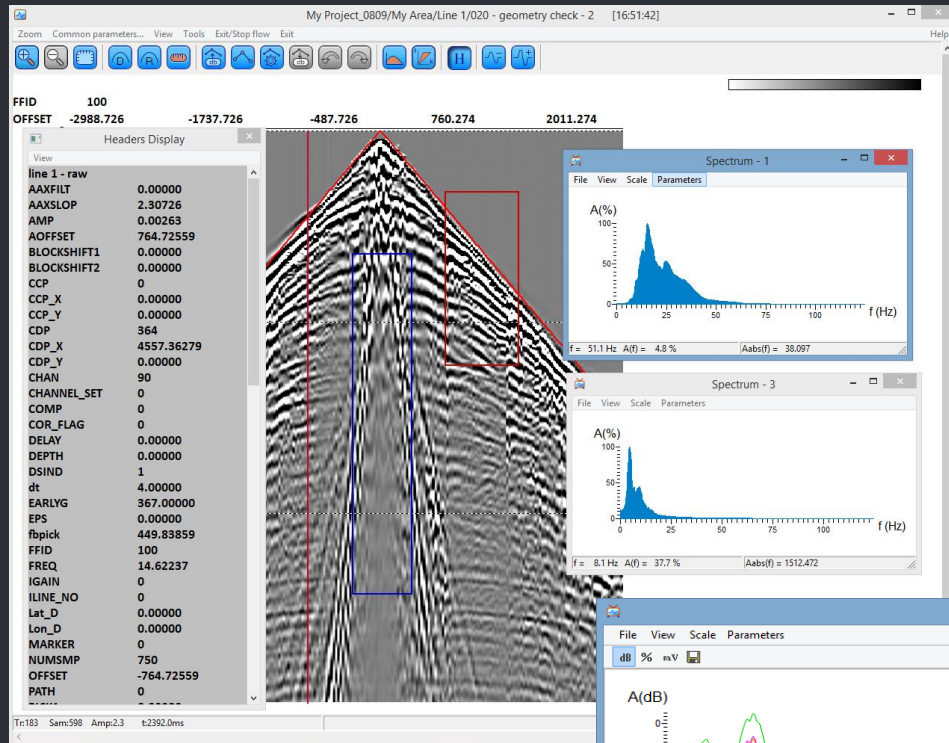 My Project_0809/My Area/Line 1/020 - geometry check - 2 [16:51:42]
Zoom Common parameters... View Tools Exit/Stop flow Exit Help
D R H
FFID 100
OFFSET -2988.726 -1737.726 -487.726 760.274 2011.274
Headers Display
View
line 1 - raw
AAXFILT 0.00000
AAXSLOP 2.30726
AMP 0.00263
AOFFSET 764.72559
BLOCKSHIFT1 0.00000
BLOCKSHIFT2 0.00000
CCP 0
CCP_X 0.00000
CCP_Y 0.00000
CDP 364
CDP_X 4557.36279
CDP_Y 0.00000
CHAN 90
CHANNEL_SET 0
COMP 0
COR_FLAG 0
DELAY 0.00000
DEPTH 0.00000
DSIND 1
dt 4.00000
EARLYG 367.00000
EPS 0.00000
fbpick 449.83859
FFID 100
FREQ 14.62237
IGAIN 0
ILINE_NO 0
Lat_D 0.00000
Lon_D 0.00000
MARKER 0
NUMSMP 750
OFFSET -764.72559
PATH 0
Tr:183 Sam:598 Amp:2.3 t:2392.0ms
Spectrum - 1
File View Scale Parameters
A(%)
100
50
0
0 25 50 75 100 f (Hz)
f = 51.1 Hz A(f) = 4.8 % Aabs(f) = 38.097
Spectrum - 3
File View Scale Parameters
A(%)
100
50
0
0 25 50 75 100 f (Hz)
f = 8.1 Hz A(f) = 37.7 % Aabs(f) = 1512.472
File View Scale Parameters
dB % mV
A(dB)
0